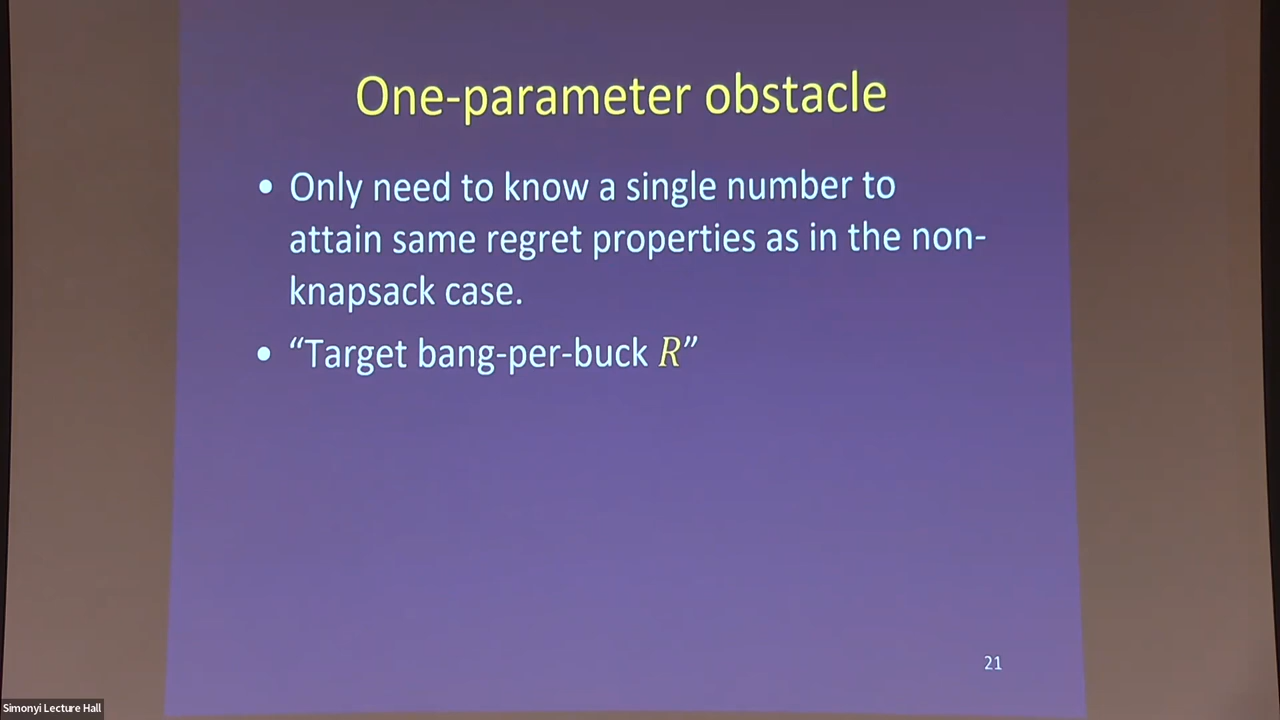 One-parameter obstacle
• Only need to know a single number to
attain same regret properties as in the non-
knapsack case.
• “Target bang-per-buck R”
21
Simonyi Lecture Hall